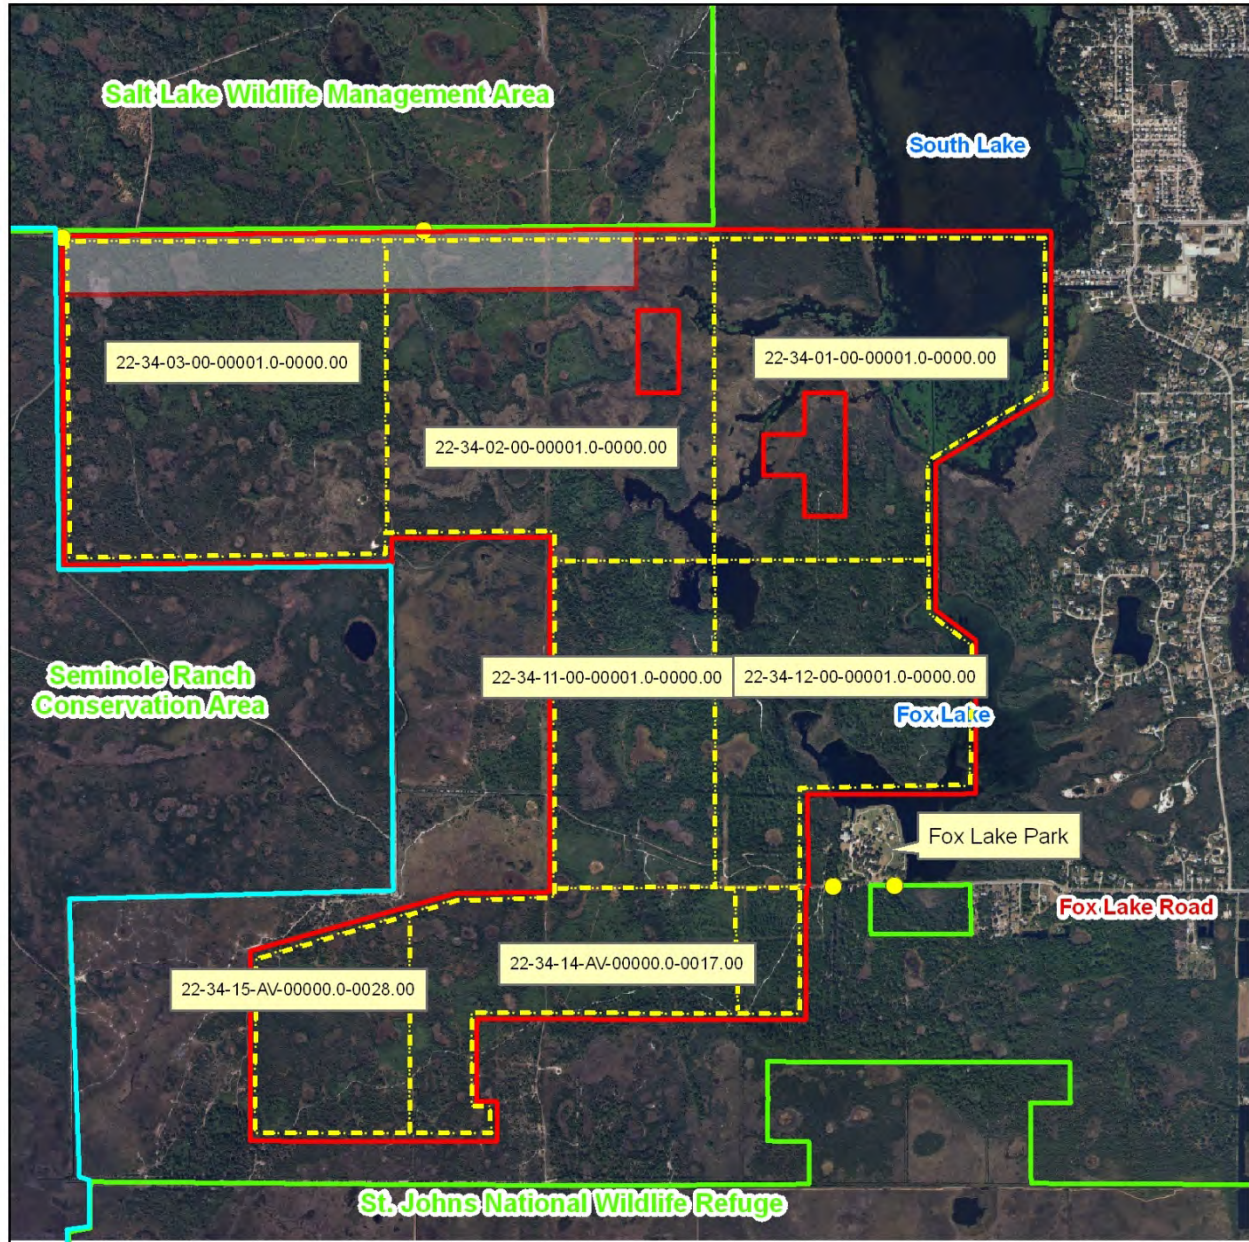 Salt Lake Wildlife Management Area
South Lake
22-34-03-00-00001.0-0000.00
22-34-01-00-00001.0-0000.00
22-34-02-00-00001.0-0000.00
Seminole Ranch
Conservation Area
22-34-11-00-00001.0-0000.00
22-34-12-00-00001.0-0000.00
Fox Lake
Fox Lake Park
Fox Lake Road
22-34-14-AV-00000.0-0017.00
22-34-15-AV-00000.0-0028.00
St. Johns National Wildlife Refuge